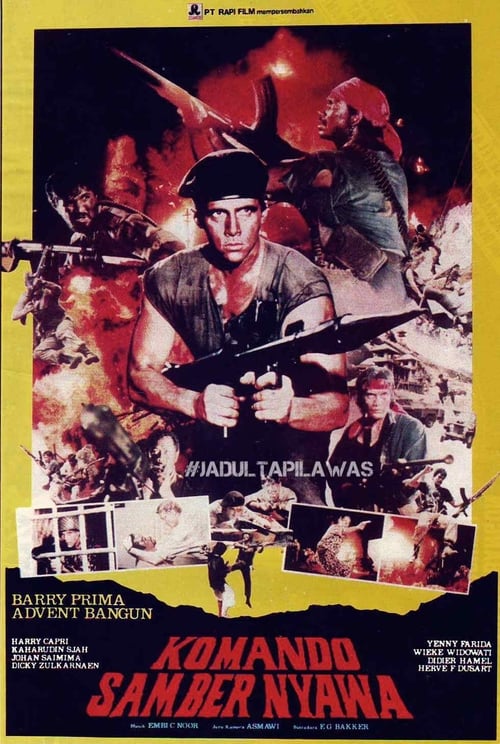 PT RAPI FILM mempersembahkan
#JADULTAPILAWAS
BARRY PRIMA
ADVENT BANGUN
HARRY CAPRI
KAHARUDIN SJAH
JOHAN SAIMIMA
DICKY ZULKARNAEN
YENNY FARIDA
WIEKE WIDOWATI
DIDIER HAMEL
HERVE F DUSART
KOMANDO
SAMBER NYAWA
Musik EMBIE C NOOR Juru Kamera ASMAWI Sutradara E.G BAKKER